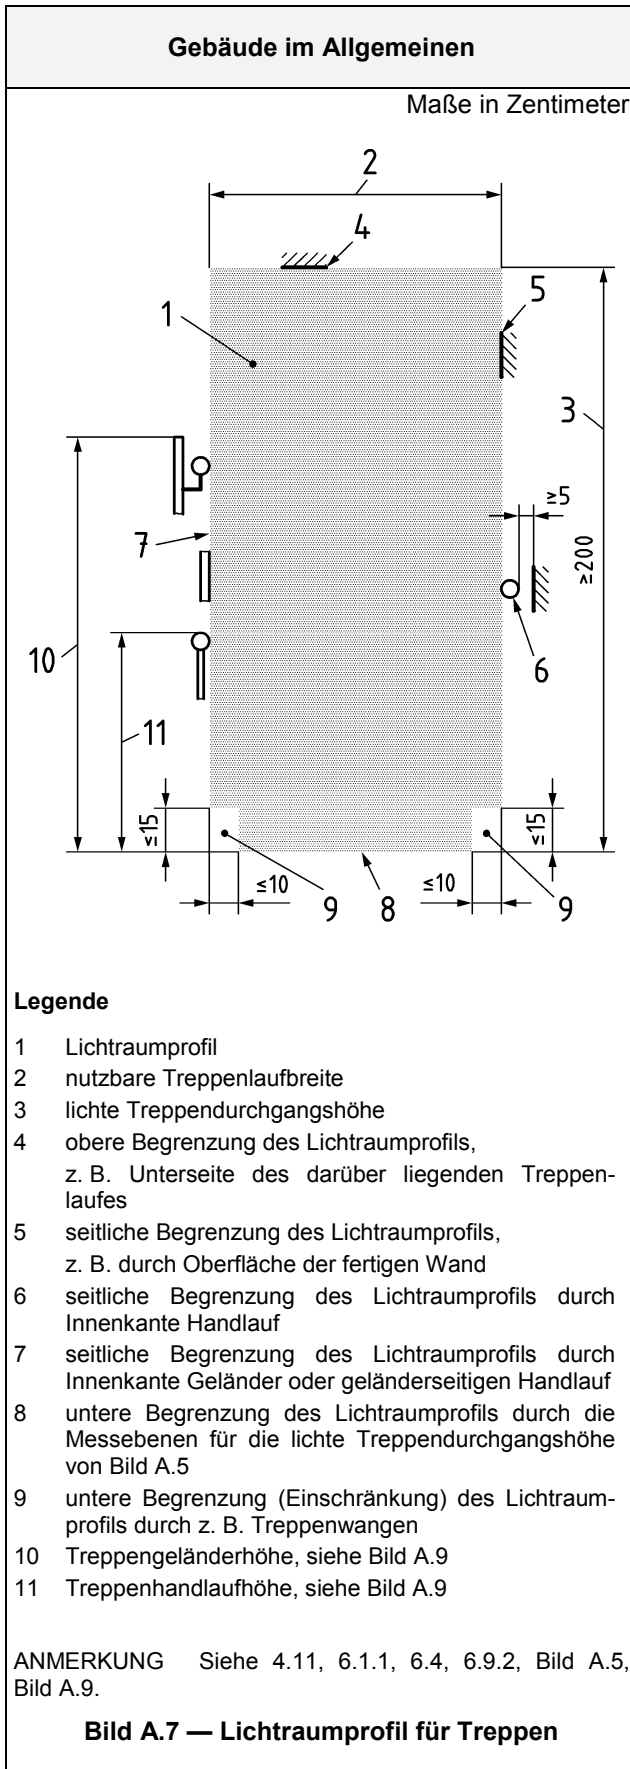 Gebäude im Allgemeinen
Maße in Zentimeter
2
4
5
1
3
≥5
≥200
7
10
6
11
≤15
≤15
≤10
≤10
9
8
9
Legende
1 Lichtraumprofil
2 nutzbare Treppenlaufbreite
3 lichte Treppendurchgangshöhe
4 obere Begrenzung des Lichtraumprofils,
z. B. Unterseite des darüber liegenden Treppen-
laufes
5 seitliche Begrenzung des Lichtraumprofils,
z. B. durch Oberfläche der fertigen Wand
6 seitliche Begrenzung des Lichtraumprofils durch
Innenkante Handlauf
7 seitliche Begrenzung des Lichtraumprofils durch
Innenkante Geländer oder geländerseitigen Handlauf
8 untere Begrenzung des Lichtraumprofils durch die
Messebenen für die lichte Treppendurchgangshöhe
von Bild A.5
9 untere Begrenzung (Einschränkung) des Lichtraum-
profils durch z. B. Treppenwangen
10 Treppengeländerhöhe, siehe Bild A.9
11 Treppenhandlaufhöhe, siehe Bild A.9
ANMERKUNG Siehe 4.11, 6.1.1, 6.4, 6.9.2, Bild A.5,
Bild A.9.
Bild A.7 — Lichtraumprofil für Treppen